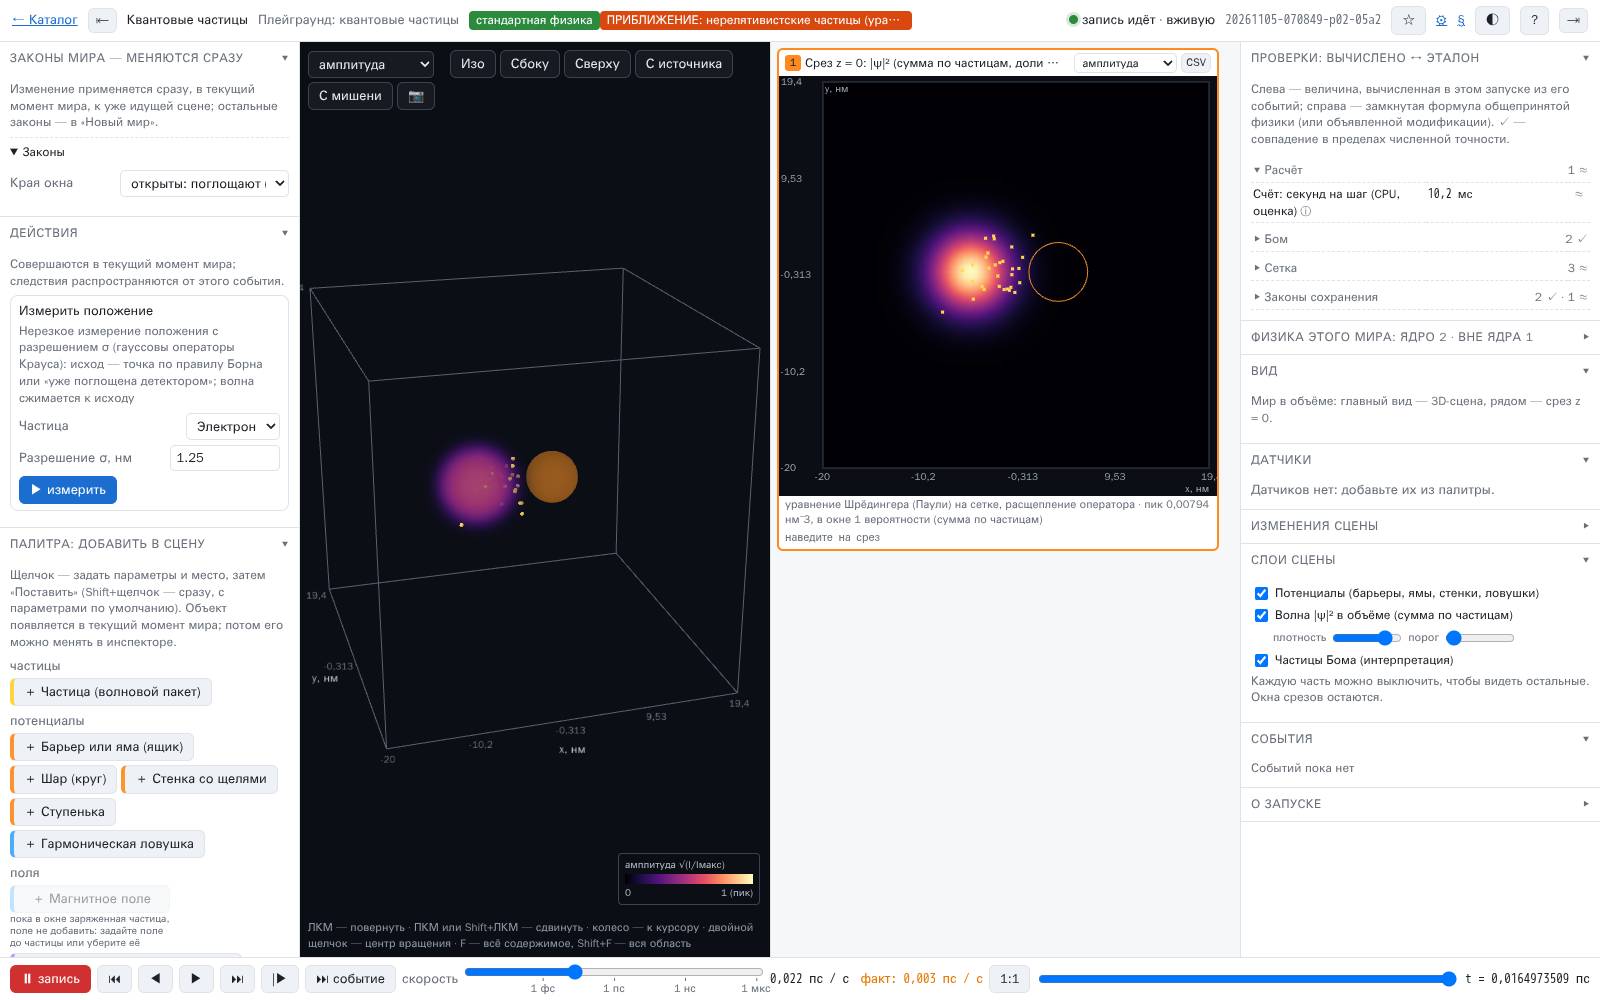 ← Каталог
⇤
Квантовые частицы
Плейграунд: квантовые частицы
стандартная физика
ПРИБЛИЖЕНИЕ: нерелятивистские частицы (ура…
запись идёт · вживую
20261105-070849-p02-05a2
☆
⚙
§
◐
?
⇥
ЗАКОНЫ МИРА — МЕНЯЮТСЯ СРАЗУ
Изменение применяется сразу, в текущий
момент мира, к уже идущей сцене; остальные
законы — в «Новый мир».
▾ Законы
Края окна
открыты: поглощают (
ДЕЙСТВИЯ
Совершаются в текущий момент мира;
следствия распространяются от этого события.
Измерить положение
Нерезкое измерение положения с
разрешением σ (гауссовы операторы
Крауса): исход — точка по правилу Борна
или «уже поглощена детектором»; волна
сжимается к исходу
Частица
Электрон
Разрешение σ, нм
1.25
▶ измерить
ПАЛИТРА: ДОБАВИТЬ В СЦЕНУ
Щелчок — задать параметры и место, затем
«Поставить» (Shift+щелчок — сразу, с
параметрами по умолчанию). Объект
появляется в текущий момент мира; потом его
можно менять в инспекторе.
частицы
+ Частица (волновой пакет)
потенциалы
+ Барьер или яма (ящик)
+ Шар (круг)
+ Стенка со щелями
+ Ступенька
+ Гармоническая ловушка
поля
+ Магнитное поле
пока в окне заряженная частица,
поле не добавить: задайте поле
до частицы или уберите её
амплитуда
Изо
Сбоку
Сверху
С источника
С мишени
📷
19,4
-0,313
y, нм
-20
-10,2
-0,313
x, нм
9,53
19,4
амплитуда √(I/Iмакс)
0
1 (пик)
ЛКМ — повернуть · ПКМ или Shift+ЛКМ — сдвинуть · колесо — к курсору · двойной
щелчок — центр вращения · F — всё содержимое, Shift+F — вся область
1
Срез z = 0: |ψ|² (сумма по частицам, доли ···
амплитуда
CSV
19,4
y, нм
9,53
-0,313
-10,2
-20
-20
-10,2
-0,313
9,53
19,
x, нм
уравнение Шрёдингера (Паули) на сетке, расщепление оператора · пик 0,00794
нм⁻3, в окне 1 вероятности (сумма по частицам)
наведите на срез
ПРОВЕРКИ: ВЫЧИСЛЕНО ↔ ЭТАЛОН
Слева — величина, вычисленная в этом запуске из его
событий; справа — замкнутая формула общепринятой
физики (или объявленной модификации). ✓ —
совпадение в пределах численной точности.
▾ Расчёт
1 ≈
Счёт: секунд на шаг (CPU,
оценка) ⓘ
10,2 мс
≈
▸ Бом
2 ✓
▸ Сетка
3 ≈
▸ Законы сохранения
2 ✓ · 1 ≈
ФИЗИКА ЭТОГО МИРА: ЯДРО 2 · ВНЕ ЯДРА 1
ВИД
Мир в объёме: главный вид — 3D-сцена, рядом — срез z
= 0.
ДАТЧИКИ
Датчиков нет: добавьте их из палитры.
ИЗМЕНЕНИЯ СЦЕНЫ
СЛОИ СЦЕНЫ
Потенциалы (барьеры, ямы, стенки, ловушки)
Волна |ψ|² в объёме (сумма по частицам)
плотность
порог
Частицы Бома (интерпретация)
Каждую часть можно выключить, чтобы видеть остальные.
Окна срезов остаются.
СОБЫТИЯ
Событий пока нет
О ЗАПУСКЕ
⏸ запись
⏮
◀
▶
⏭
|▶
⏭ событие
скорость
1 фс
1 пс
1 нс
1 мкс
0,022 пс / с
факт: 0,003 пс / с
1:1
t = 0,0164973509 пс